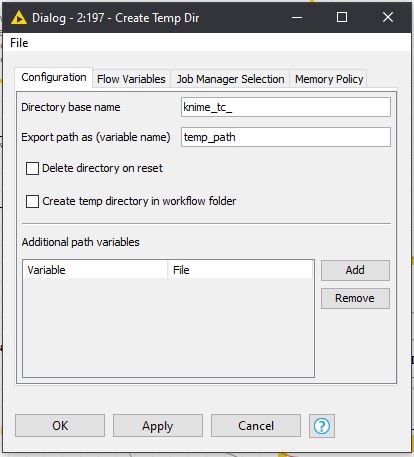 Dialog - 2:197 - Create Temp Dir
File
Configuration Flow Variables Job Manager Selection Memory Policy
Directory base name knime_tc_
Export path as (variable name) temp_path
Delete directory on reset
Create temp directory in workflow folder
Additional path variables
Variable File Add
Remove
OK Apply Cancel ?